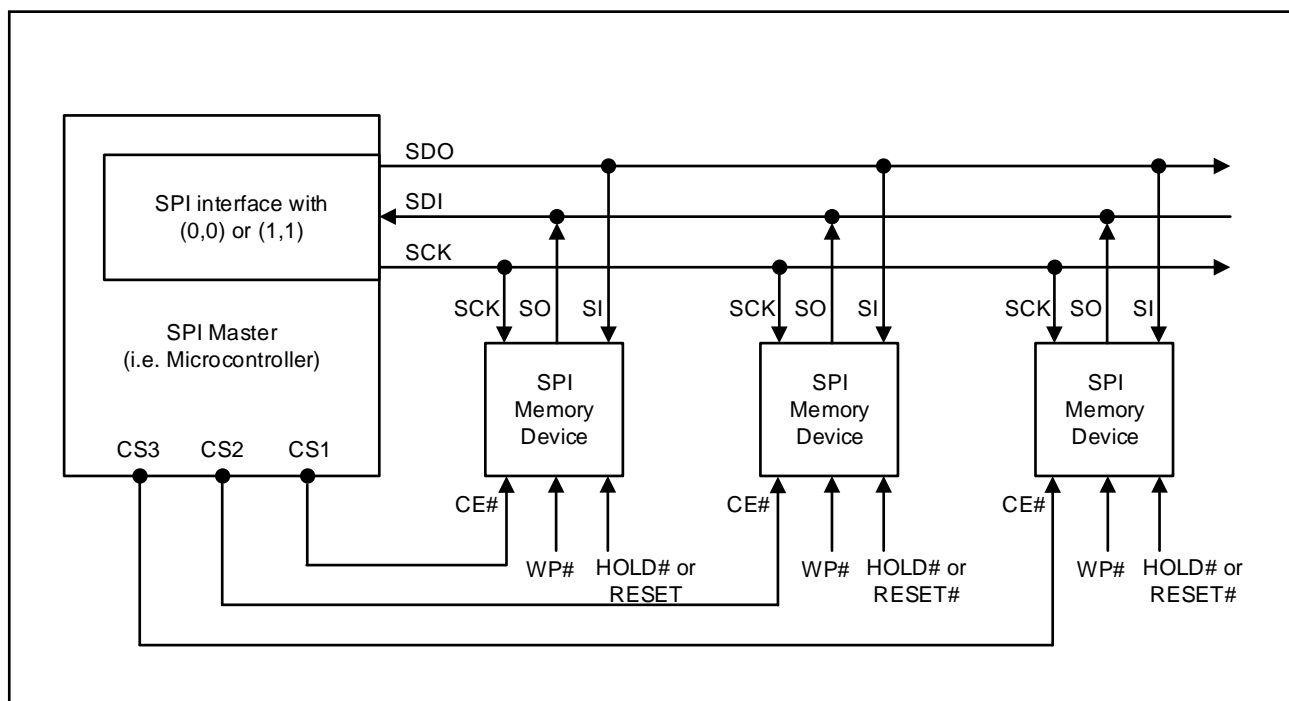 SDO
SPI interface with
(0,0) or (1,1)
SDI
SCK
SPI Master
(i.e. Microcontroller)
SCK SO SI
SCK SO SI
SCK SO SI
SPI
Memory
Device
SPI
Memory
Device
SPI
Memory
Device
CS3 CS2 CS1
CE#
WP#
HOLD# or
RESET
CE#
WP#
HOLD# or
RESET#
CE#
WP#
HOLD# or
RESET#